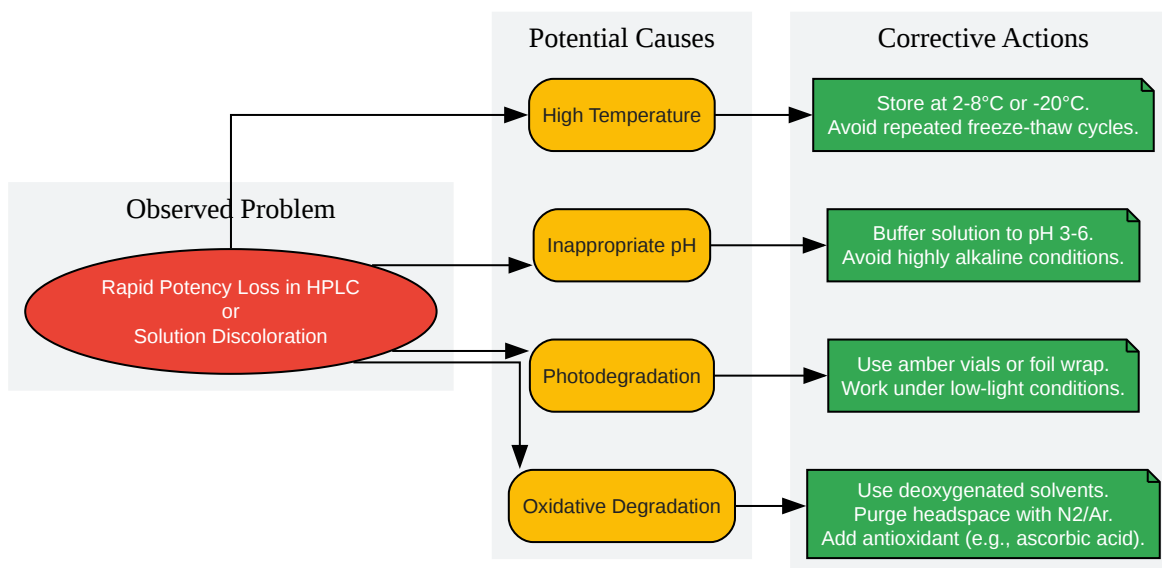 Observed Problem
Rapid Potency Loss in HPLC
or
Solution Discoloration
Potential Causes
High Temperature
Inappropriate pH
Photodegradation
Oxidative Degradation
Corrective Actions
Store at 2-8°C or -20°C.
Avoid repeated freeze-thaw cycles.
Buffer solution to pH 3-6.
Avoid highly alkaline conditions.
Use amber vials or foil wrap.
Work under low-light conditions.
Use deoxygenated solvents.
Purge headspace with N2/Ar.
Add antioxidant (e.g., ascorbic acid).